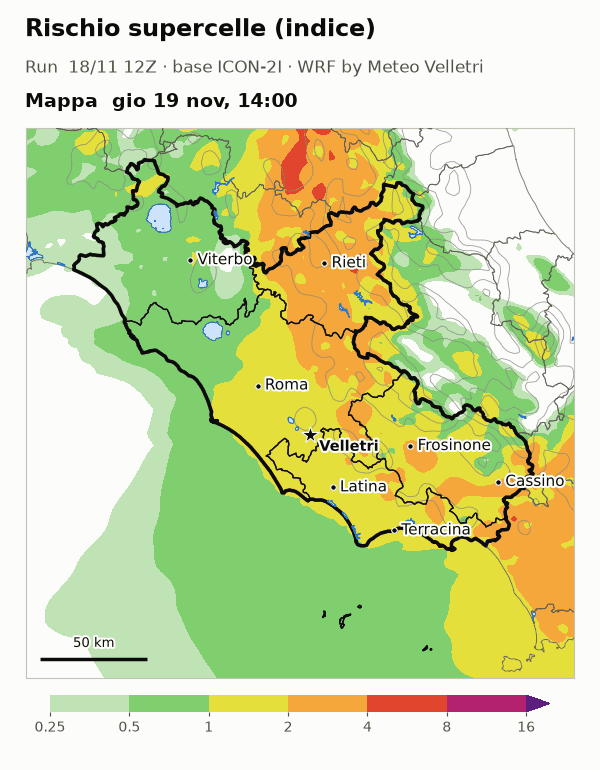 Rischio supercelle (indice)
Run  18/11 12Z · base ICON-2I · WRF by Meteo Velletri
Mappa  gio 19 nov, 14:00
Viterbo
Rieti
Roma
Velletri
Frosinone
Latina
Cassino
Terracina
50 km
0.25 0.5 1 2 4 8 16